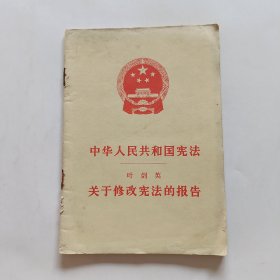 中华人民共和国宪法
叶剑英
关于修改宪法的报告